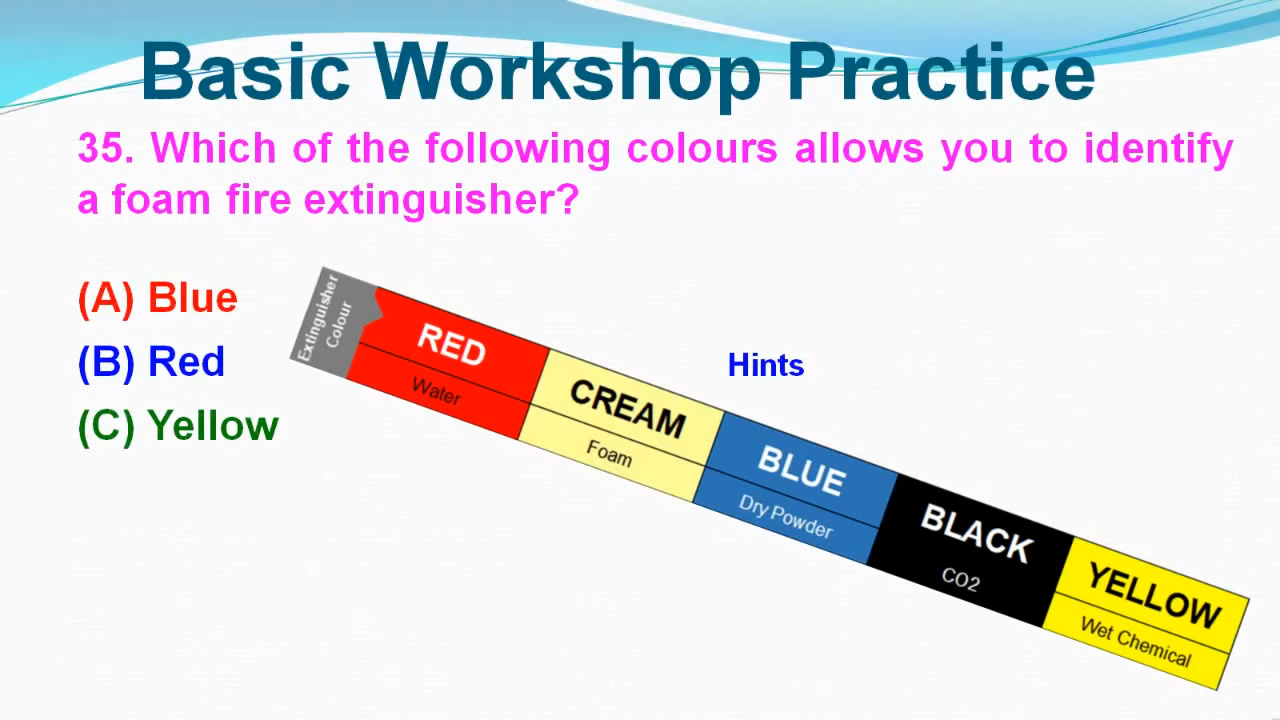 Basic Workshop Practice
35. Which of the following colours allows you to identify
a foam fire extinguisher?
(A) Blue
(B) Red
(C) Yellow
Hints
Extinguisher
Colour
RED
Water
CREAM
Foam
BLUE
Dry Powder
BLACK
CO2
YELLOW
Wet Chemical